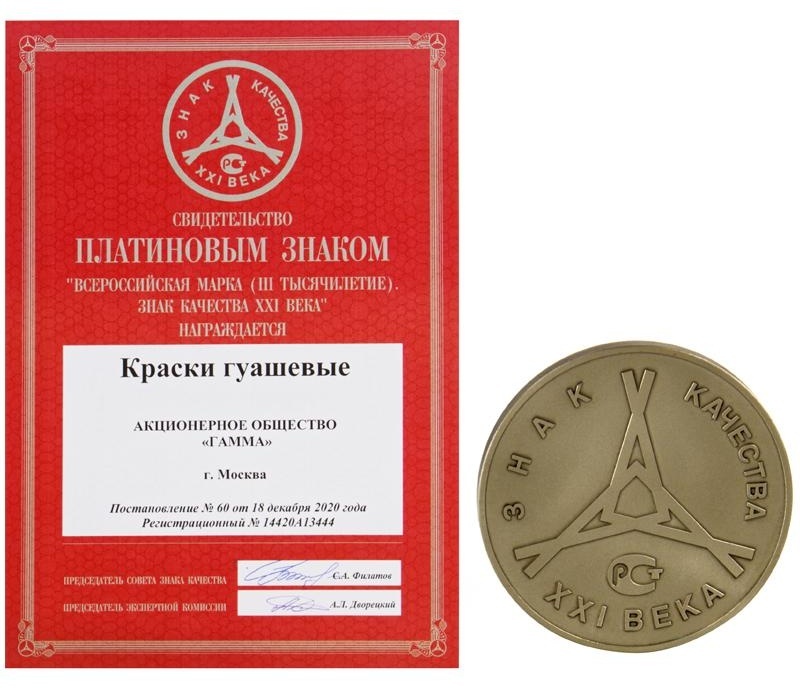 ЗНАК КАЧЕСТВА
РСТ
XXI ВЕКА
СВИДЕТЕЛЬСТВО
ПЛАТИНОВЫМ ЗНАКОМ
"ВСЕРОССИЙСКАЯ МАРКА (III ТЫСЯЧИЛЕТИЕ).
ЗНАК КАЧЕСТВА XXI ВЕКА"
НАГРАЖДАЕТСЯ
Краски гуашевые
АКЦИОНЕРНОЕ ОБЩЕСТВО
«ГАММА»
г. Москва
Постановление № 60 от 18 декабря 2020 года
Регистрационный № 14420А13444
ПРЕДСЕДАТЕЛЬ СОВЕТА ЗНАКА КАЧЕСТВА Є.А. Филатов
ПРЕДСЕДАТЕЛЬ ЭКСПЕРТНОЙ КОМИССИИ А.Л. Дворецкий
ЗНАК КАЧЕСТВА
РСТ
XXI ВЕКА